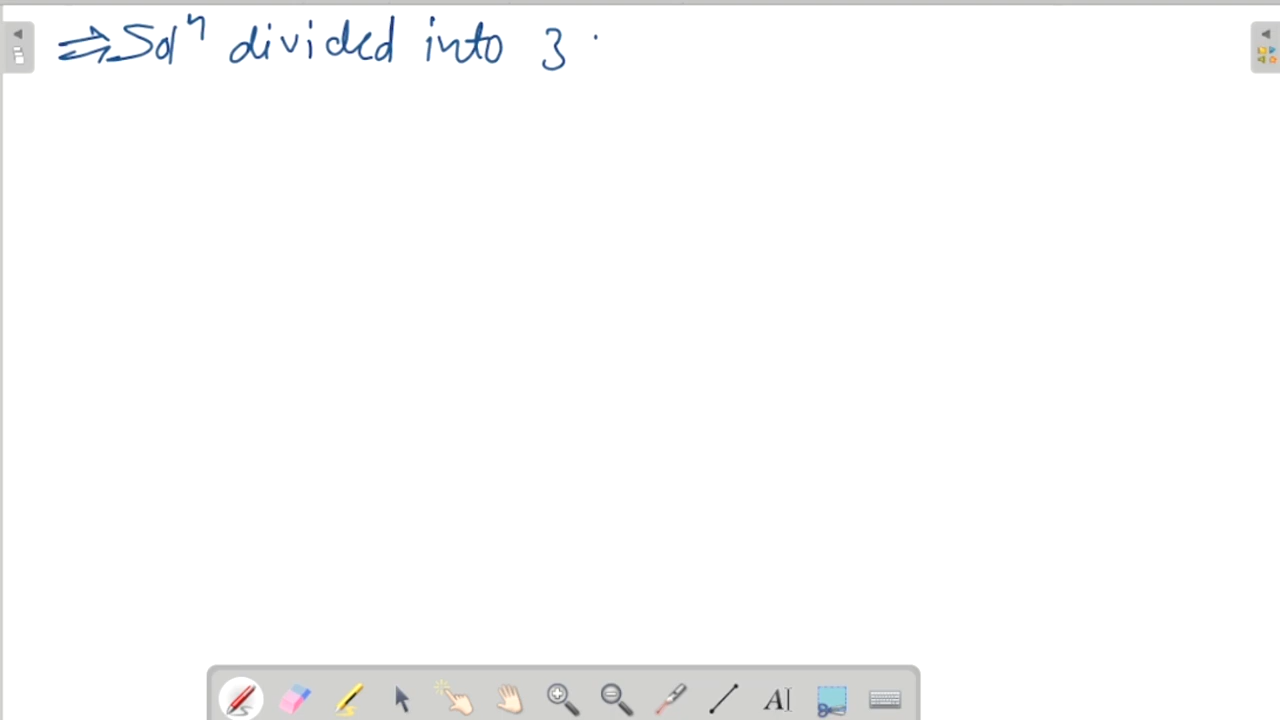 ⇒ Solⁿ divided into 3